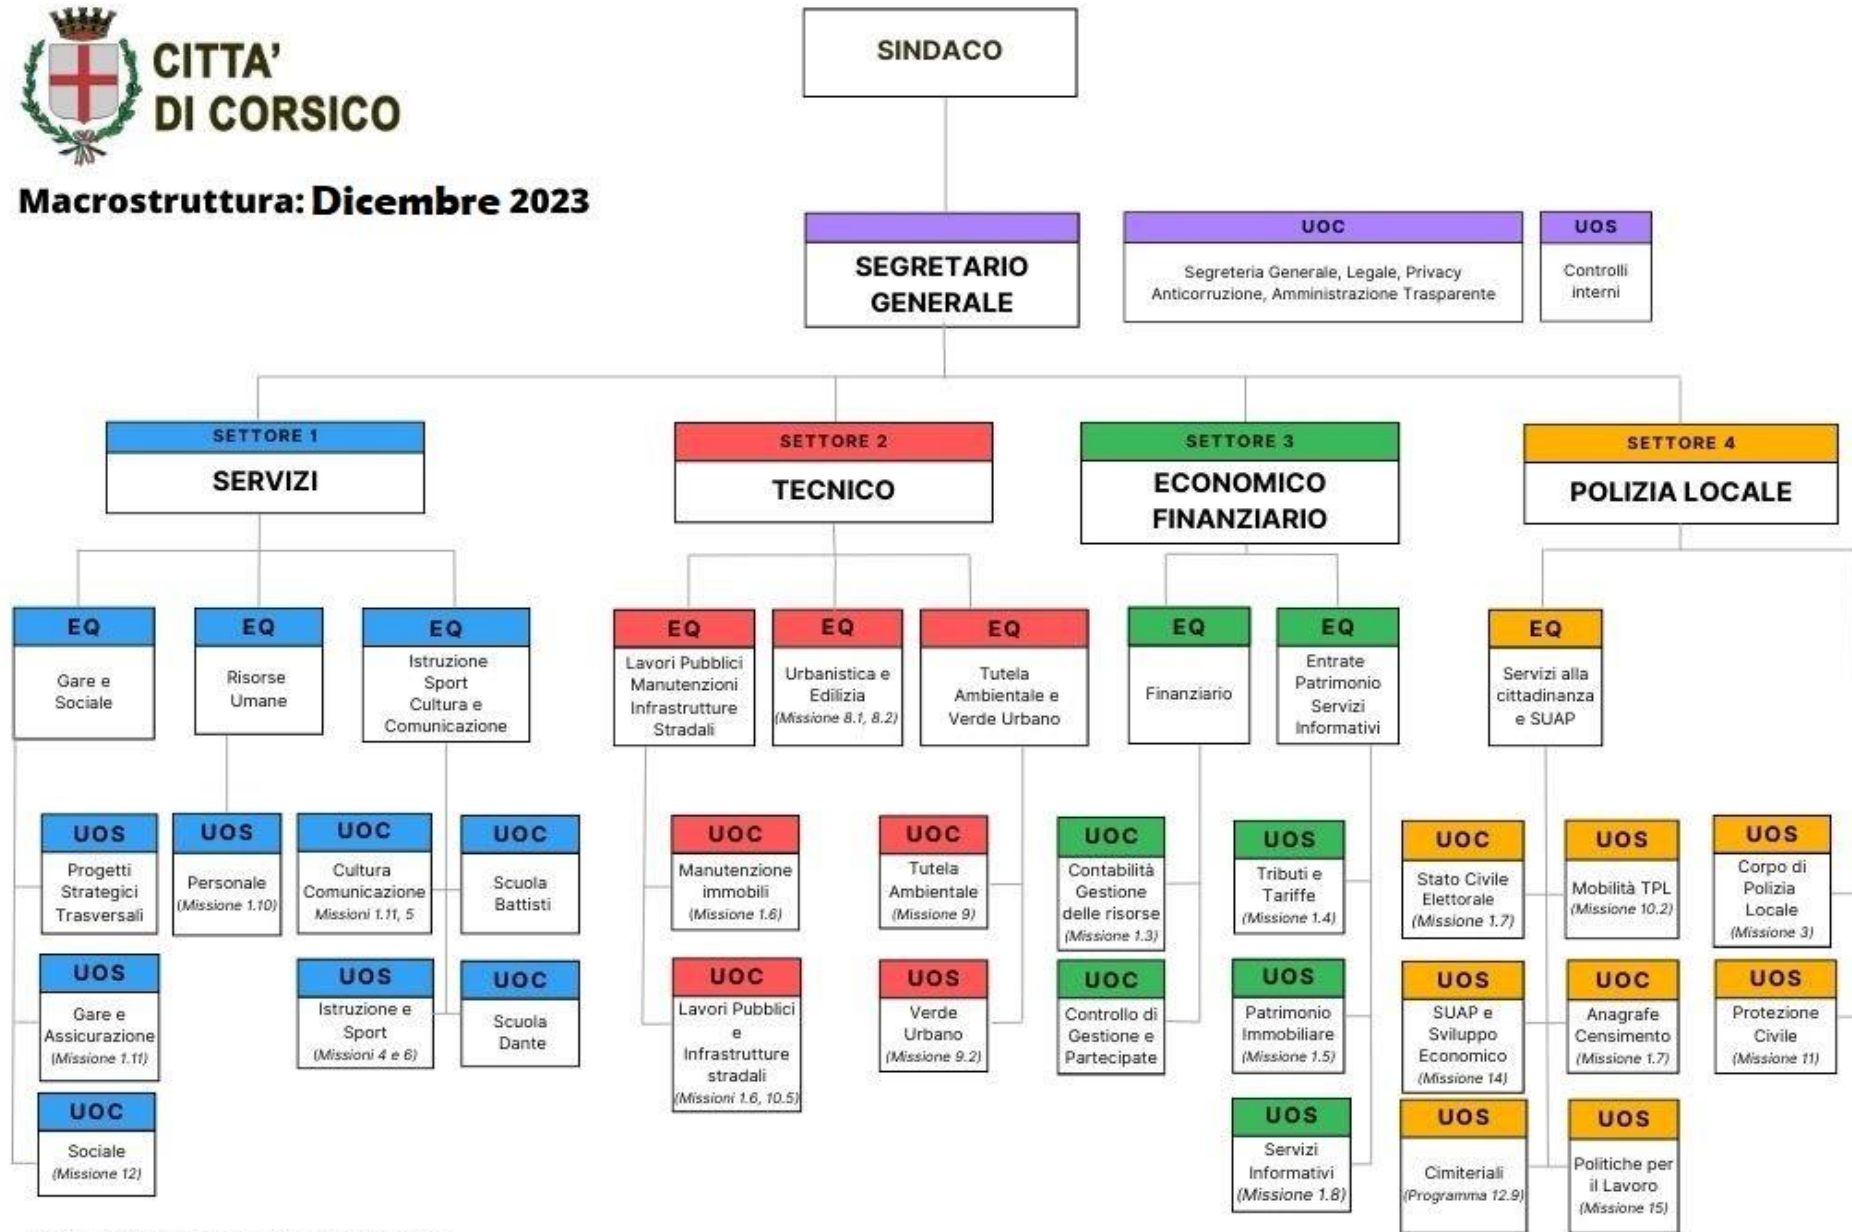 CITTA'
DI CORSICO
Macrostruttura: Dicembre 2023
SINDACO
SEGRETARIO
GENERALE
UOC
Segreteria Generale, Legale, Privacy
Anticorruzione, Amministrazione Trasparente
UOS
Controlli
interni
SETTORE 1
SERVIZI
SETTORE 2
TECNICO
SETTORE 3
ECONOMICO
FINANZIARIO
SETTORE 4
POLIZIA LOCALE
EQ
Gare e
Sociale
EQ
Risorse
Umane
EQ
Istruzione
Sport
Cultura e
Comunicazione
EQ
Lavori Pubblici
Manutenzioni
Infrastrutture
Stradali
EQ
Urbanistica e
Edilizia
(Missione 8.1, 8.2)
EQ
Tutela
Ambientale e
Verde Urbano
EQ
Finanziario
EQ
Entrate
Patrimonio
Servizi
Informativi
EQ
Servizi alla
cittadinanza
e SUAP
UOS
Progetti
Strategici
Trasversali
UOS
Personale
(Missione 1.10)
UOC
Cultura
Comunicazione
Missioni 1.11, 5
UOC
Scuola
Battisti
UOC
Manutenzione
immobili
(Missione 1.6)
UOC
Tutela
Ambientale
(Missione 9)
UOC
Contabilità
Gestione
delle risorse
(Missione 1.3)
UOS
Tributi e
Tariffe
(Missione 1.4)
UOC
Stato Civile
Elettorale
(Missione 1.7)
UOS
Mobilità TPL
(Missione 10.2)
UOS
Corpo di
Polizia
Locale
(Missione 3)
UOS
Gare e
Assicurazione
(Missione 1.11)
UOS
Istruzione e
Sport
(Missioni 4 e 6)
UOC
Scuola
Dante
UOC
Lavori Pubblici
e
Infrastrutture
stradali
(Missioni 1.6, 10.5)
UOS
Verde
Urbano
(Missione 9.2)
UOC
Controllo di
Gestione e
Partecipate
UOS
Patrimonio
Immobiliare
(Missione 1.5)
UOS
SUAP e
Sviluppo
Economico
(Missione 14)
UOC
Anagrafe
Censimento
(Missione 1.7)
UOS
Protezione
Civile
(Missione 11)
UOC
Sociale
(Missione 12)
UOS
Servizi
Informativi
(Missione 1.8)
UOS
Cimiteriali
(Programma 12.9)
UOS
Politiche per
il Lavoro
(Missione 15)